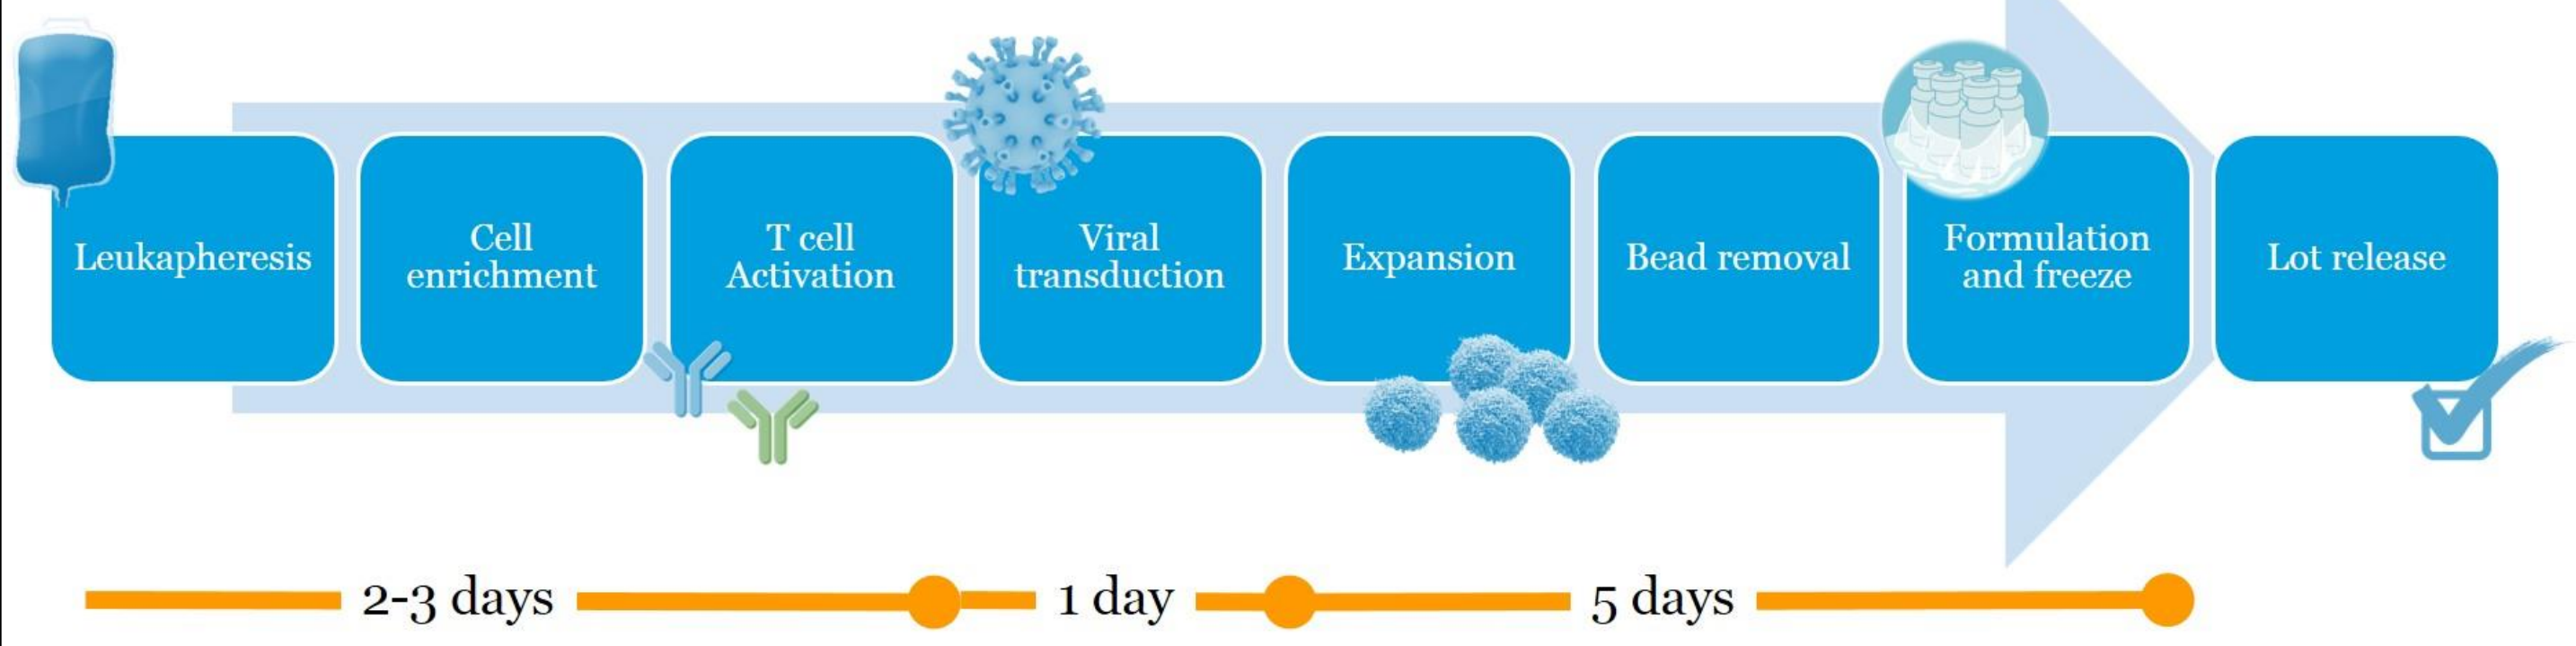 Leukapheresis
Cell
enrichment
T cell
Activation
Viral
transduction
Expansion
Bead removal
Formulation
and freeze
Lot release
2-3 days
1 day
5 days